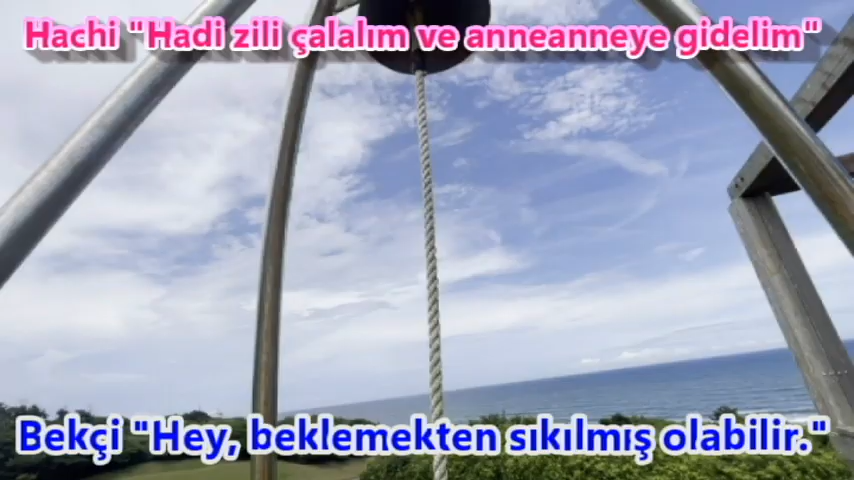 Hachi "Hadi zili çalalım ve anneanneye gidelim"
Bekçi "Hey, beklemekten sıkılmış olabilir."